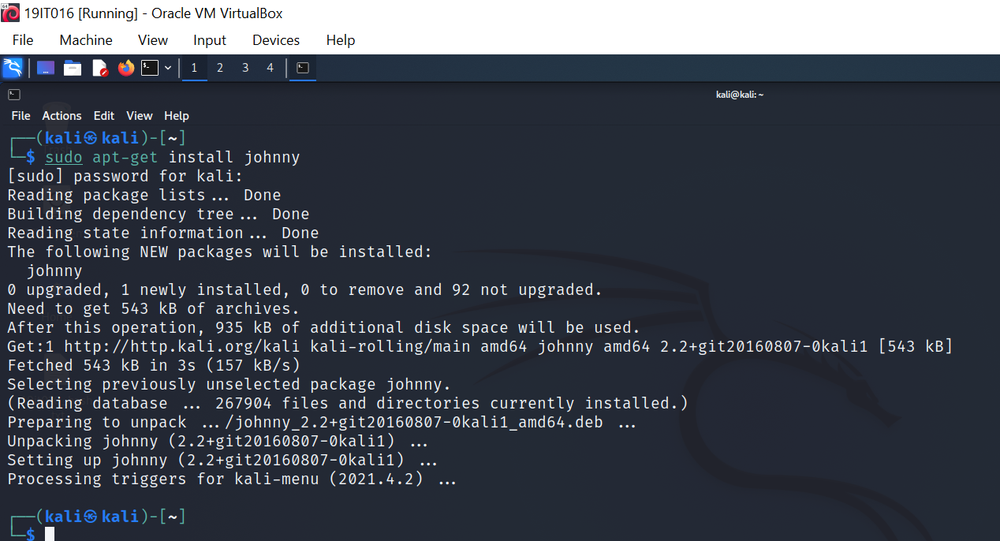 19IT016 [Running] - Oracle VM VirtualBox
File Machine View Input Devices Help
1 2 3 4
kali@kali: ~
File Actions Edit View Help
┌──(kali㉿kali)-[~]
└─$ sudo apt-get install johnny
[sudo] password for kali:
Reading package lists... Done
Building dependency tree... Done
Reading state information... Done
The following NEW packages will be installed:
  johnny
0 upgraded, 1 newly installed, 0 to remove and 92 not upgraded.
Need to get 543 kB of archives.
After this operation, 935 kB of additional disk space will be used.
Get:1 http://http.kali.org/kali kali-rolling/main amd64 johnny amd64 2.2+git20160807-0kali1 [543 kB]
Fetched 543 kB in 3s (157 kB/s)
Selecting previously unselected package johnny.
(Reading database ... 267904 files and directories currently installed.)
Preparing to unpack .../johnny_2.2+git20160807-0kali1_amd64.deb ...
Unpacking johnny (2.2+git20160807-0kali1) ...
Setting up johnny (2.2+git20160807-0kali1) ...
Processing triggers for kali-menu (2021.4.2) ...
┌──(kali㉿kali)-[~]
└─$